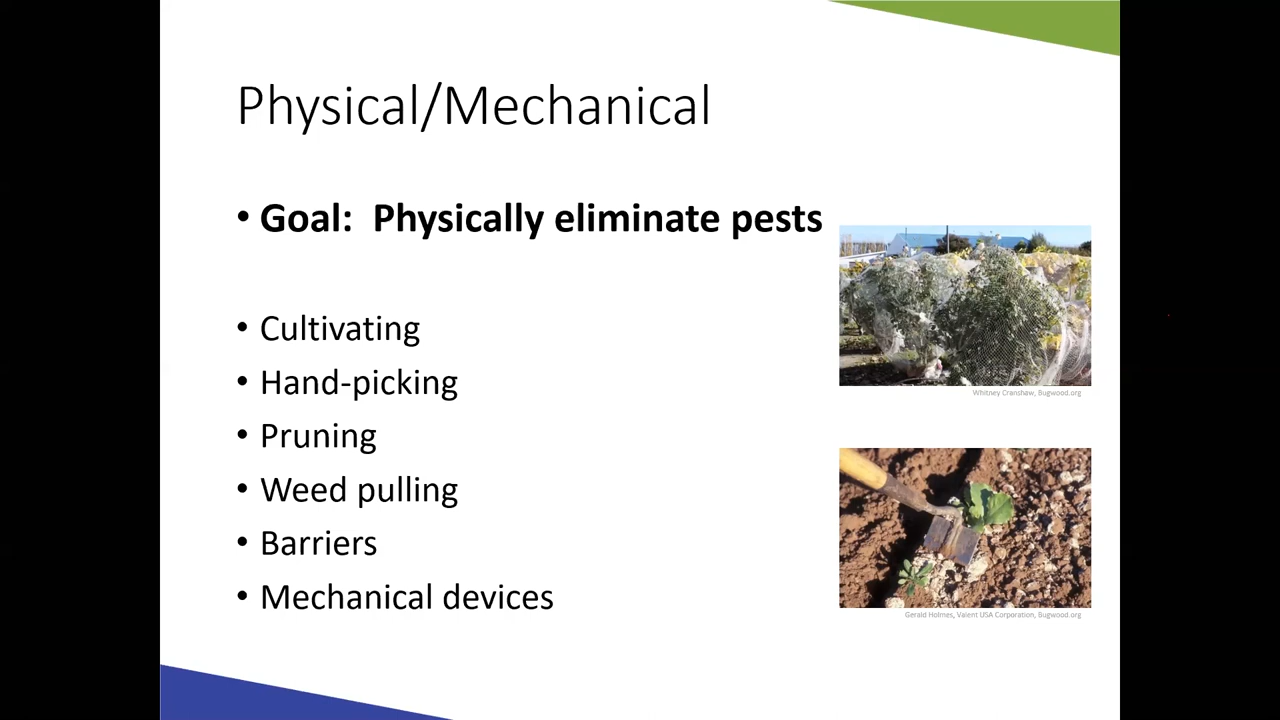 Physical/Mechanical
• Goal:  Physically eliminate pests
• Cultivating
• Hand-picking
• Pruning
• Weed pulling
• Barriers
• Mechanical devices
Whitney Cranshaw, Bugwood.org
Gerald Holmes, Valent USA Corporation, Bugwood.org